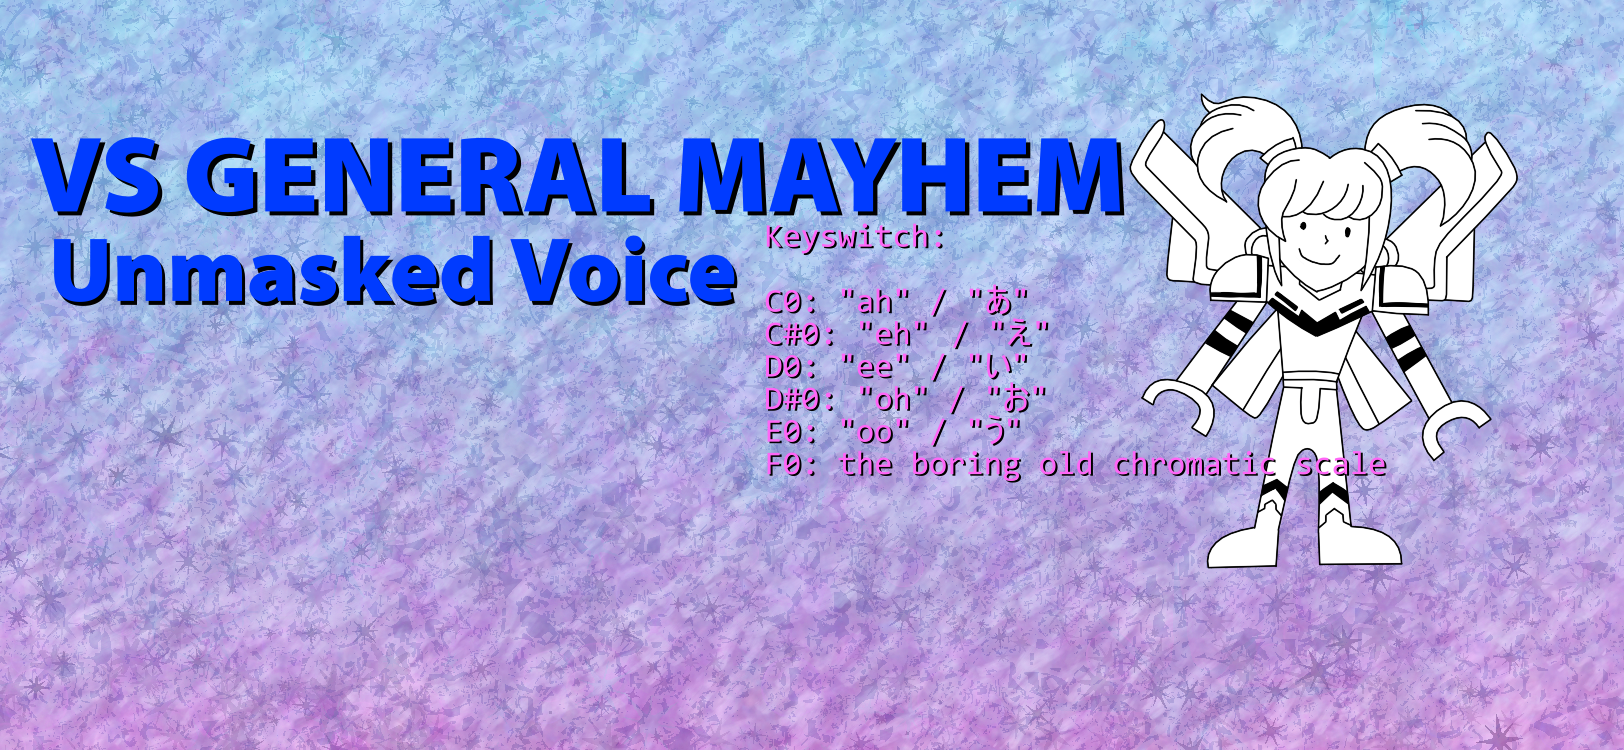 VS GENERAL MAYHEM
Unmasked Voice
Keyswitch:
C0: "ah" / "あ"
C#0: "eh" / "え"
D0: "ee" / "い"
D#0: "oh" / "お"
E0: "oo" / "う"
F0: the boring old chromatic scale